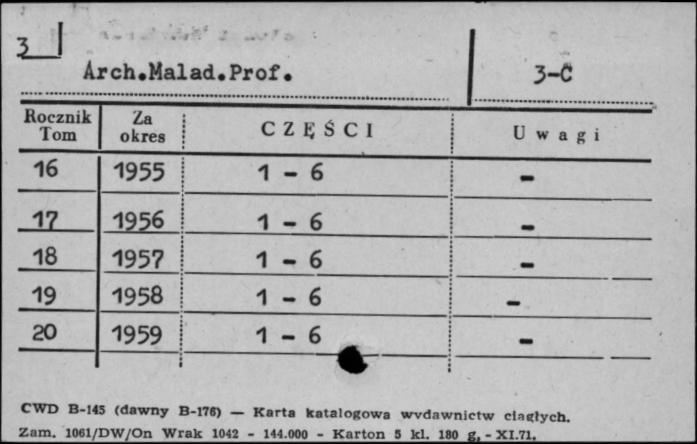 3
Arch.Malad.Prof. 3-C
Rocznik Tom Za okres CZĘŚCI Uwagi
16 1955 1 - 6 -
17 1956 1 - 6 -
18 1957 1 - 6 -
19 1958 1 - 6 -
20 1959 1 - 6 -
CWD B-145 (dawny B-176) — Karta katalogowa wydawnictw ciągłych.
Zam. 1061/DW/On Wrak 1042 - 144.000 - Karton 5 kl. 180 g, - XI.71.